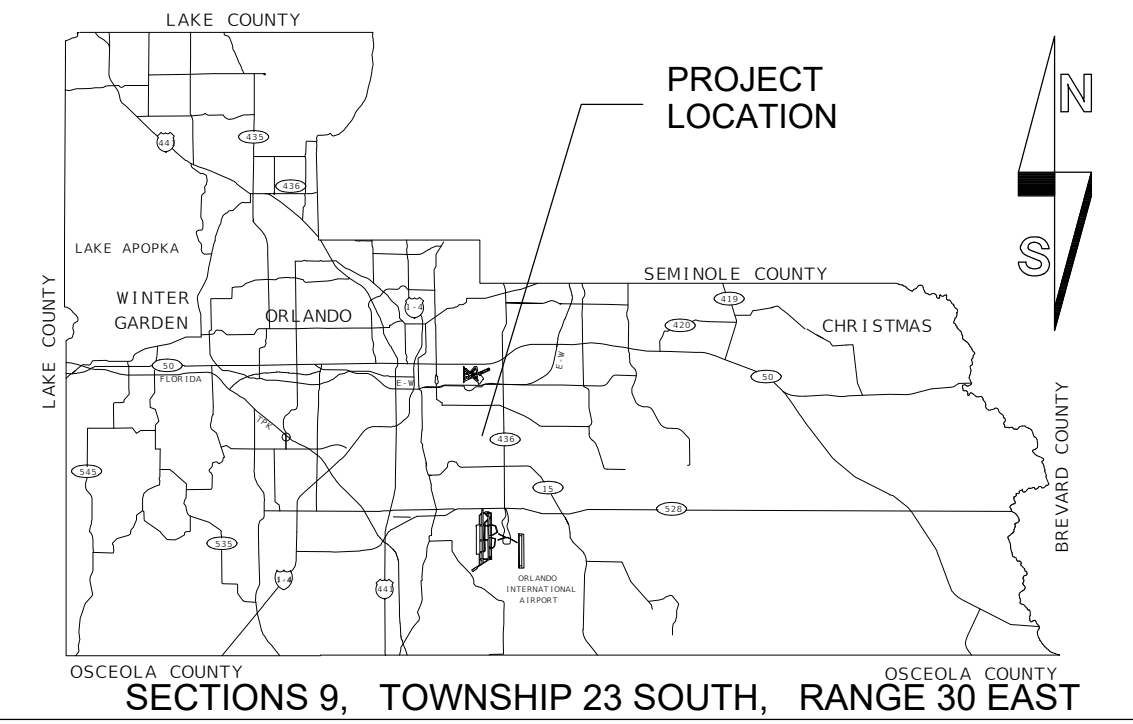 LAKE COUNTY
PROJECT
LOCATION
N
S
441
435
436
LAKE APOPKA
LAKE COUNTY
WINTER
GARDEN
ORLANDO
I-4
SEMINOLE COUNTY
419
420
CHRISTMAS
50
FLORIDA
E-W
E-W
50
TPK
436
545
15
528
535
BREVARD COUNTY
I-4
441
ORLANDO
INTERNATIONAL
AIRPORT
OSCEOLA COUNTY
OSCEOLA COUNTY
SECTIONS 9, TOWNSHIP 23 SOUTH, RANGE 30 EAST